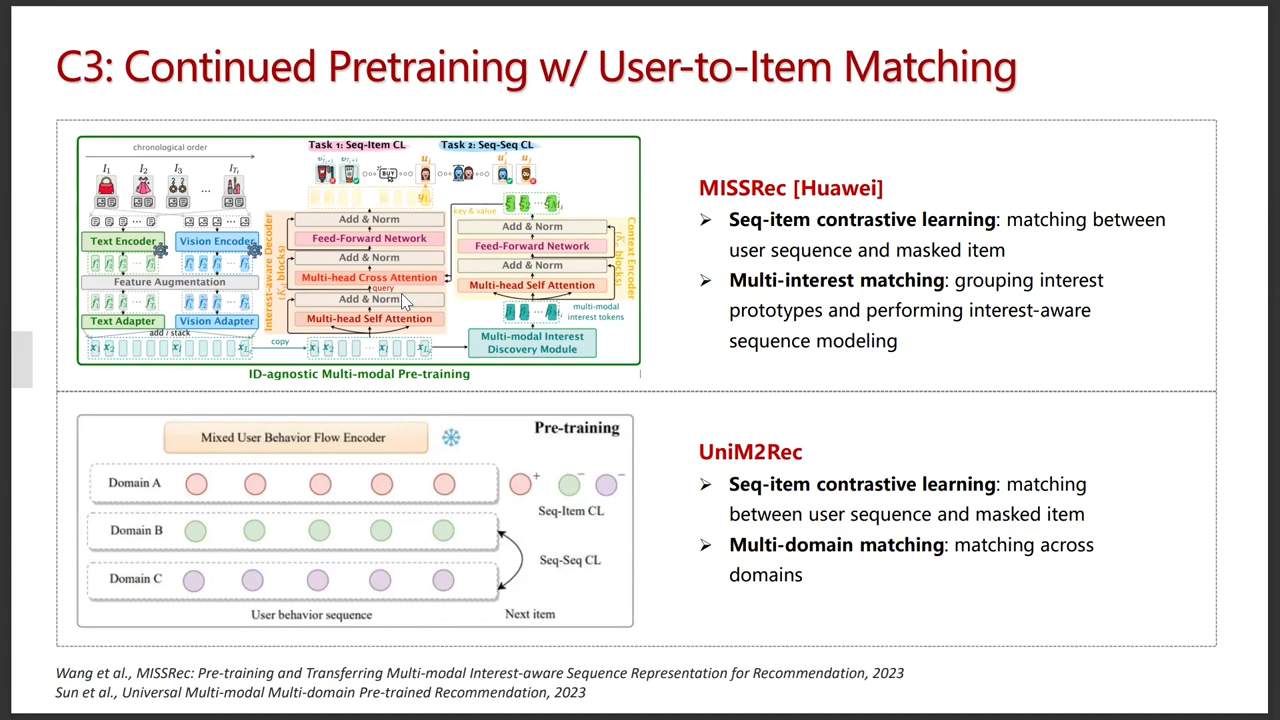 C3: Continued Pretraining w/ User-to-Item Matching
chronological order
Task 1: Seq-Item CL
Task 2: Seq-Seq CL
BUY
Text Encoder
Vision Encoder
Feature Augmentation
Text Adapter
Vision Adapter
add / stack
copy
Interest-aware Decoder
Add & Norm
Feed-Forward Network
Add & Norm
Multi-head Cross Attention
query
Add & Norm
Multi-head Self Attention
key & value
Add & Norm
Feed-Forward Network
Add & Norm
Multi-head Self Attention
Context Encoder
multi-modal
interest tokens
Multi-modal Interest
Discovery Module
ID-agnostic Multi-modal Pre-training
MISSRec [Huawei]
➢ Seq-item contrastive learning: matching between
user sequence and masked item
➢ Multi-interest matching: grouping interest
prototypes and performing interest-aware
sequence modeling
Mixed User Behavior Flow Encoder
Pre-training
Domain A
Seq-Item CL
Domain B
Seq-Seq CL
Domain C
User behavior sequence
Next item
UniM2Rec
➢ Seq-item contrastive learning: matching
between user sequence and masked item
➢ Multi-domain matching: matching across
domains
Wang et al., MISSRec: Pre-training and Transferring Multi-modal Interest-aware Sequence Representation for Recommendation, 2023
Sun et al., Universal Multi-modal Multi-domain Pre-trained Recommendation, 2023